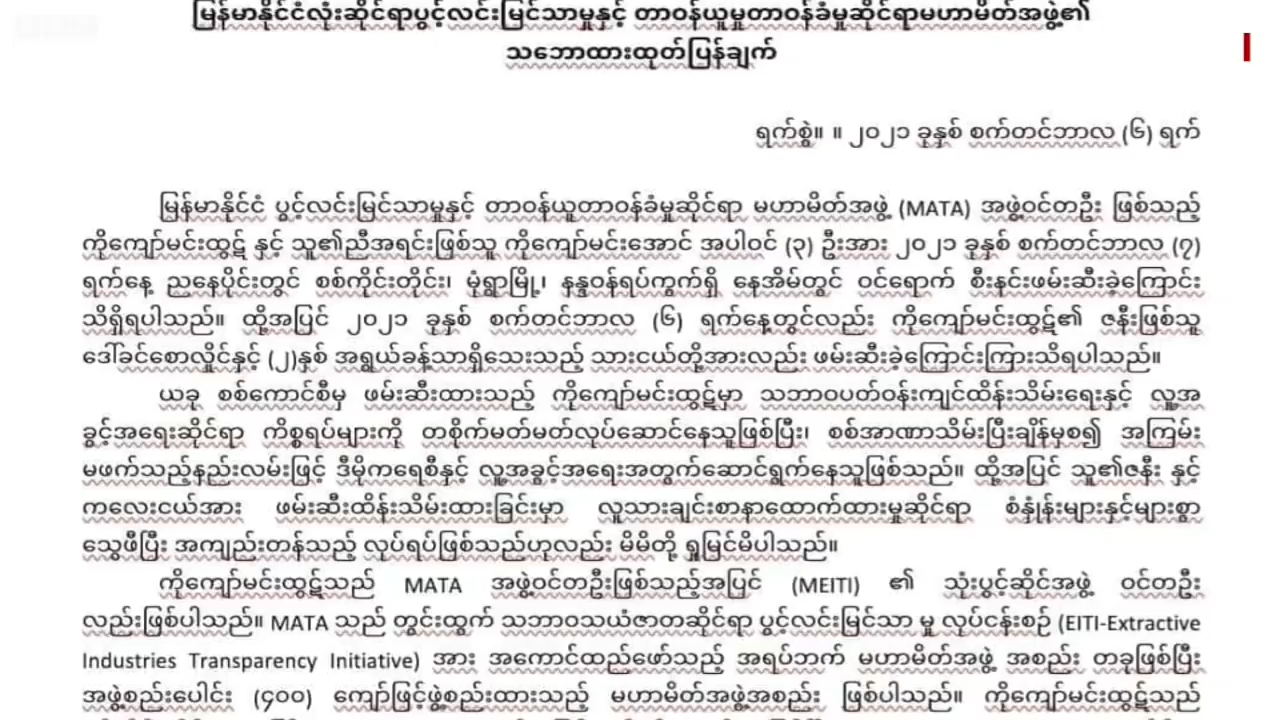 မြန်မာနိုင်ငံလုံးဆိုင်ရာပွင့်လင်းမြင်သာမှုနှင့် တာဝန်ယူမှုတာဝန်ခံမှုဆိုင်ရာမဟာမိတ်အဖွဲ့၏
သဘောထားထုတ်ပြန်ချက်
ရက်စွဲ။ ။ ၂၀၂၁ ခုနှစ် စက်တင်ဘာလ (၆) ရက်
မြန်မာနိုင်ငံ ပွင့်လင်းမြင်သာမှုနှင့် တာဝန်ယူတာဝန်ခံမှုဆိုင်ရာ မဟာမိတ်အဖွဲ့ (MATA) အဖွဲ့ဝင်တဦး ဖြစ်သည့်
ကိုကျော်မင်းထွဋ် နှင့် သူ၏ညီအရင်းဖြစ်သူ ကိုကျော်မင်းအောင် အပါဝင် (၃) ဦးအား ၂၀၂၁ ခုနှစ် စက်တင်ဘာလ (၇)
ရက်နေ့ ညနေပိုင်းတွင် စစ်ကိုင်းတိုင်း၊ မုံရွာမြို့၊ နန္ဒဝန်ရပ်ကွက်ရှိ နေအိမ်တွင် ဝင်ရောက် စီးနင်းဖမ်းဆီးခဲ့ကြောင်း
သိရှိရပါသည်။ ထို့အပြင် ၂၀၂၁ ခုနှစ် စက်တင်ဘာလ (၆) ရက်နေ့တွင်လည်း ကိုကျော်မင်းထွဋ်၏ ဇနီးဖြစ်သူ
ဒေါ်ခင်စောလှိုင်နှင့် (၂)နှစ် အရွယ်ခန့်သာရှိသေးသည့် သားငယ်တို့အားလည်း ဖမ်းဆီးခဲ့ကြောင်းကြားသိရပါသည်။
ယခု စစ်ကောင်စီမှ ဖမ်းဆီးထားသည့် ကိုကျော်မင်းထွဋ်မှာ သဘာဝပတ်ဝန်းကျင်ထိန်းသိမ်းရေးနှင့် လူ့အ
ခွင့်အရေးဆိုင်ရာ ကိစ္စရပ်များကို တစိုက်မတ်မတ်လုပ်ဆောင်နေသူဖြစ်ပြီး၊ စစ်အာဏာသိမ်းပြီးချိန်မှစ၍ အကြမ်း
မဖက်သည့်နည်းလမ်းဖြင့် ဒီမိုကရေစီနှင့် လူ့အခွင့်အရေးအတွက်ဆောင်ရွက်နေသူဖြစ်သည်။ ထို့အပြင် သူ၏ဇနီး နှင့်
ကလေးငယ်အား ဖမ်းဆီးထိန်းသိမ်းထားခြင်းမှာ လူသားချင်းစာနာထောက်ထားမှုဆိုင်ရာ စံနှုန်းများနှင့်များစွာ
သွေဖီပြီး အကျည်းတန်သည့် လုပ်ရပ်ဖြစ်သည်ဟုလည်း မိမိတို့ ရှုမြင်မိပါသည်။
ကိုကျော်မင်းထွဋ်သည် MATA အဖွဲ့ဝင်တဦးဖြစ်သည့်အပြင် (MEITI) ၏ သုံးပွင့်ဆိုင်အဖွဲ့ ဝင်တဦး
လည်းဖြစ်ပါသည်။ MATA သည် တွင်းထွက် သဘာဝသယံဇာတဆိုင်ရာ ပွင့်လင်းမြင်သာ မှု လုပ်ငန်းစဉ် (EITI-Extractive
Industries Transparency Initiative) အား အကောင်ထည်ဖော်သည့် အရပ်ဘက် မဟာမိတ်အဖွဲ့ အစည်း တခုဖြစ်ပြီး
အဖွဲ့စည်းပေါင်း (၄၀၀) ကျော်ဖြင့်ဖွဲ့စည်းထားသည့် မဟာမိတ်အဖွဲ့အစည်း ဖြစ်ပါသည်။ ကိုကျော်မင်းထွဋ်သည်